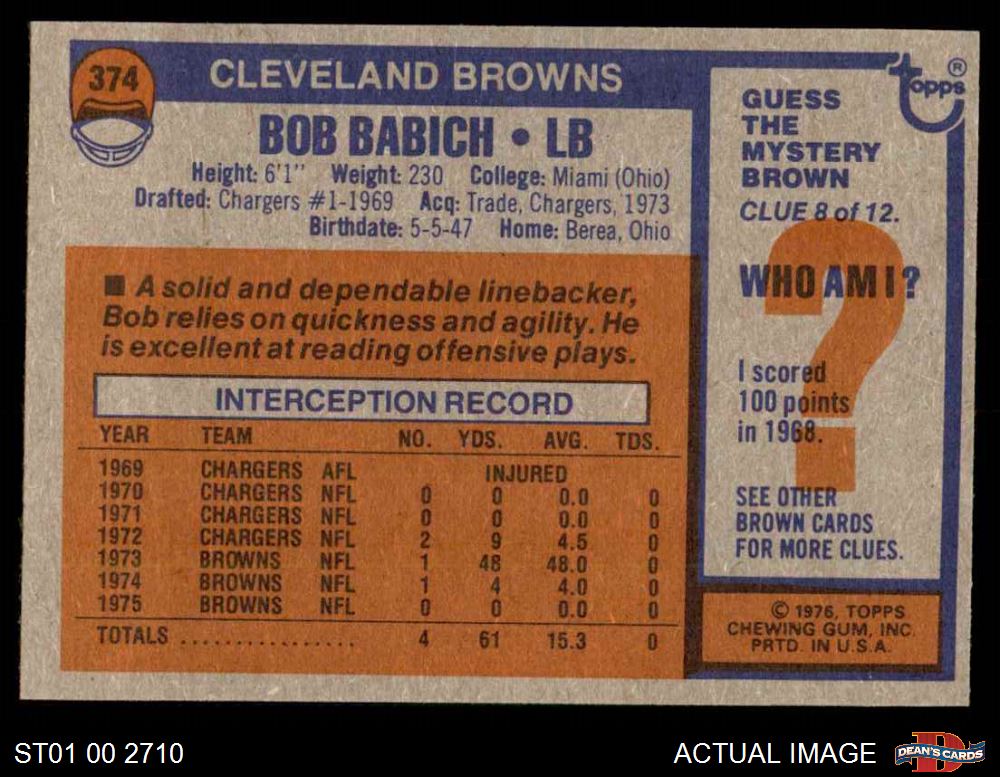 374
CLEVELAND BROWNS
BOB BABICH • LB
Height: 6'1" Weight: 230 College: Miami (Ohio)
Drafted: Chargers #1-1969 Acq: Trade, Chargers, 1973
Birthdate: 5-5-47 Home: Berea, Ohio
■ A solid and dependable linebacker,
Bob relies on quickness and agility. He
is excellent at reading offensive plays.
INTERCEPTION RECORD
YEAR TEAM NO. YDS. AVG. TDS.
1969 CHARGERS AFL INJURED
1970 CHARGERS NFL 0 0 0.0 0
1971 CHARGERS NFL 0 0 0.0 0
1972 CHARGERS NFL 2 9 4.5 0
1973 BROWNS NFL 1 48 48.0 0
1974 BROWNS NFL 1 4 4.0 0
1975 BROWNS NFL 0 0 0.0 0
TOTALS ................ 4 61 15.3 0
Topps ®
GUESS
THE
MYSTERY
BROWN
CLUE 8 of 12.
?
WHO AM I?
I scored
100 points
in 1968.
SEE OTHER
BROWN CARDS
FOR MORE CLUES.
© 1976, TOPPS
CHEWING GUM, INC.
PRTD. IN U.S.A.
ST01 00 2710
ACTUAL IMAGE
D
DEAN'S CARDS